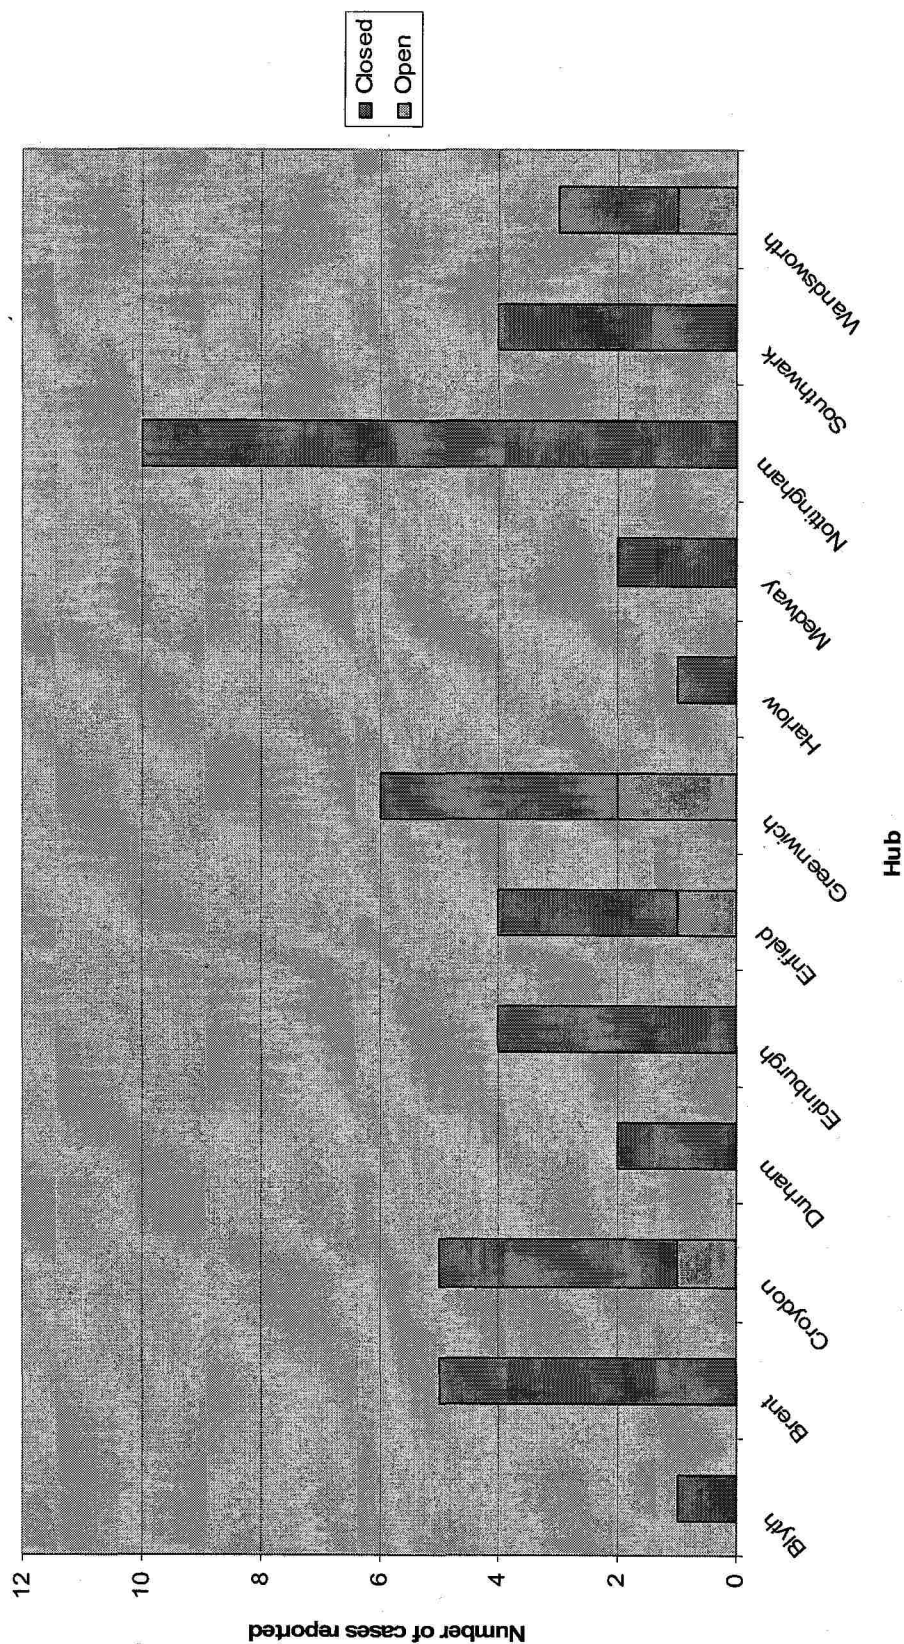 Closed
Open
12
10
8
6
4
2
0
Number of cases reported
Blyth
Brent
Croydon
Durham
Edinburgh
Enfield
Greenwich
Harlow
Medway
Nottingham
Southwark
Wandsworth
Hub